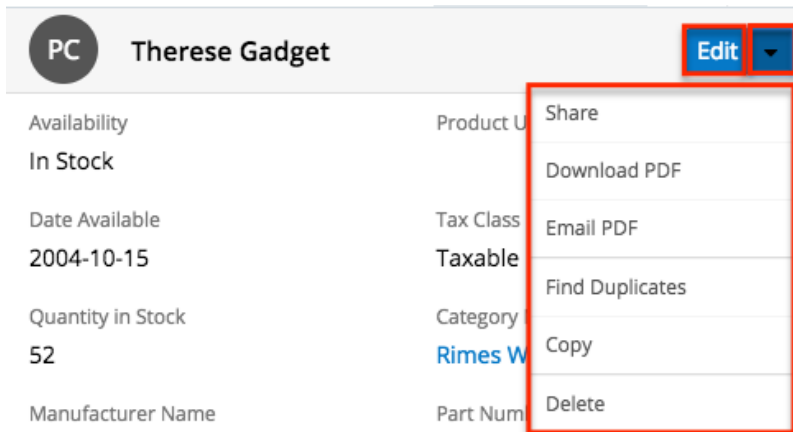 PC Therese Gadget Edit
Availability Product U
In Stock
Share
Download PDF
Email PDF
Find Duplicates
Copy
Delete
Date Available Tax Class
2004-10-15 Taxable
Quantity in Stock Category
52 Rimes W
Manufacturer Name Part Num